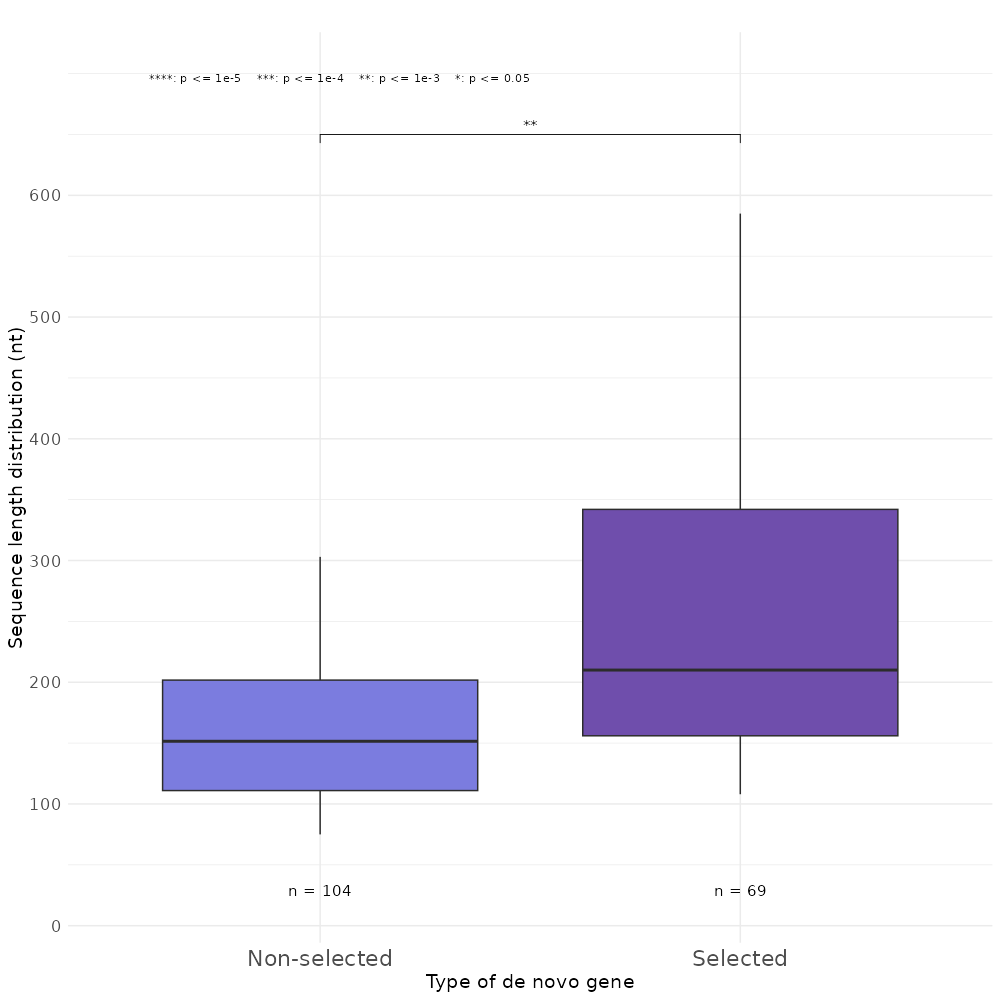 ****: p <= 1e-5 ***: p <= 1e-4 **: p <= 1e-3 *: p <= 0.05
**
600
500
400
300
200
100
0
Sequence length distribution (nt)
n = 104 n = 69
Non-selected Selected
Type of de novo gene